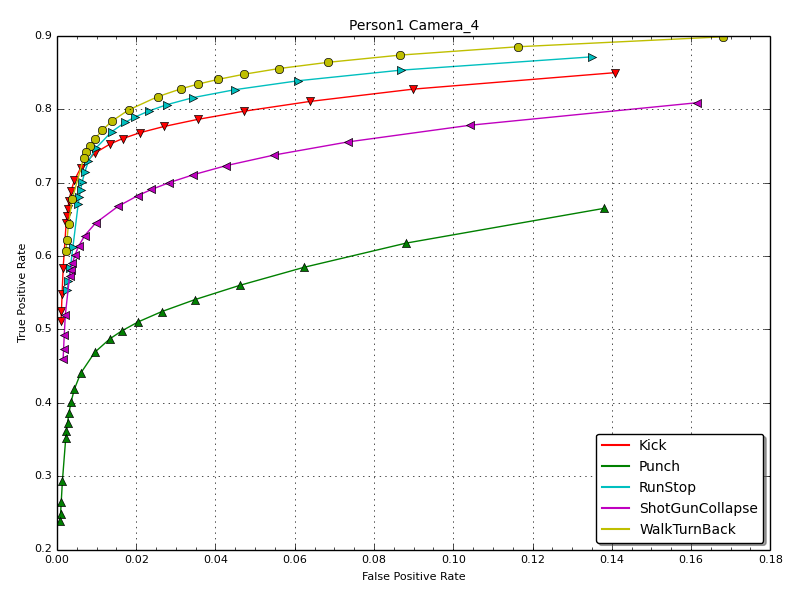 Person1 Camera_4
0.9
0.8
0.7
0.6
0.5
0.4
0.3
0.2
True Positive Rate
0.00
0.02
0.04
0.06
0.08
0.10
0.12
0.14
0.16
0.18
False Positive Rate
Kick
Punch
RunStop
ShotGunCollapse
WalkTurnBack